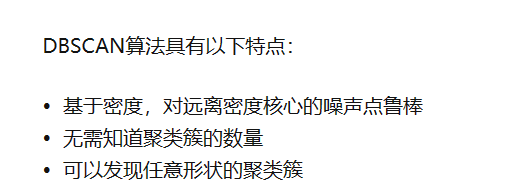 DBSCAN算法具有以下特点：
• 基于密度，对远离密度核心的噪声点鲁棒
• 无需知道聚类簇的数量
• 可以发现任意形状的聚类簇